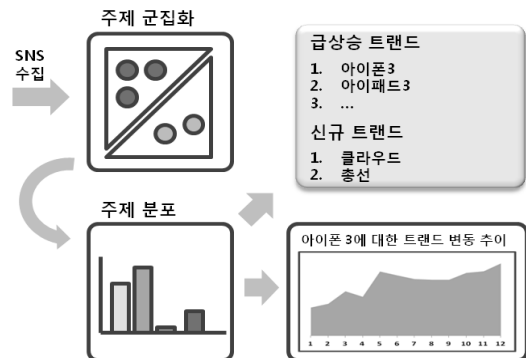 주제 군집화
SNS
수집
급상승 트랜드
1. 아이폰3
2. 아이패드3
3. ...
신규 트랜드
1. 클라우드
2. 총선
주제 분포
아이폰 3에 대한 트랜드 변동 추이
1 2 3 4 5 6 7 8 9 10 11 12